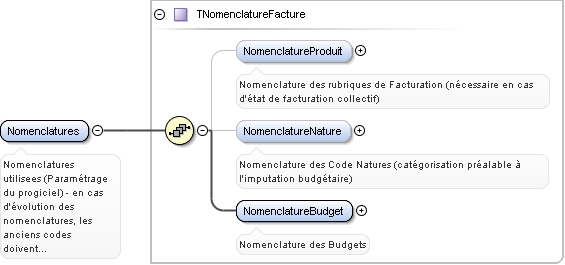 TNomenclatureFacture
NomenclatureProduit
Nomenclature des rubriques de Facturation (nécessaire en cas
d'état de facturation collectif)
Nomenclatures
Nomenclatures
utilisees (Paramétrage
du progiciel) - en cas
d'évolution des
nomenclatures, les
anciens codes
doivent...
NomenclatureNature
Nomenclature des Code Natures (catégorisation préalable à
l'imputation budgétaire)
NomenclatureBudget
Nomenclature des Budgets